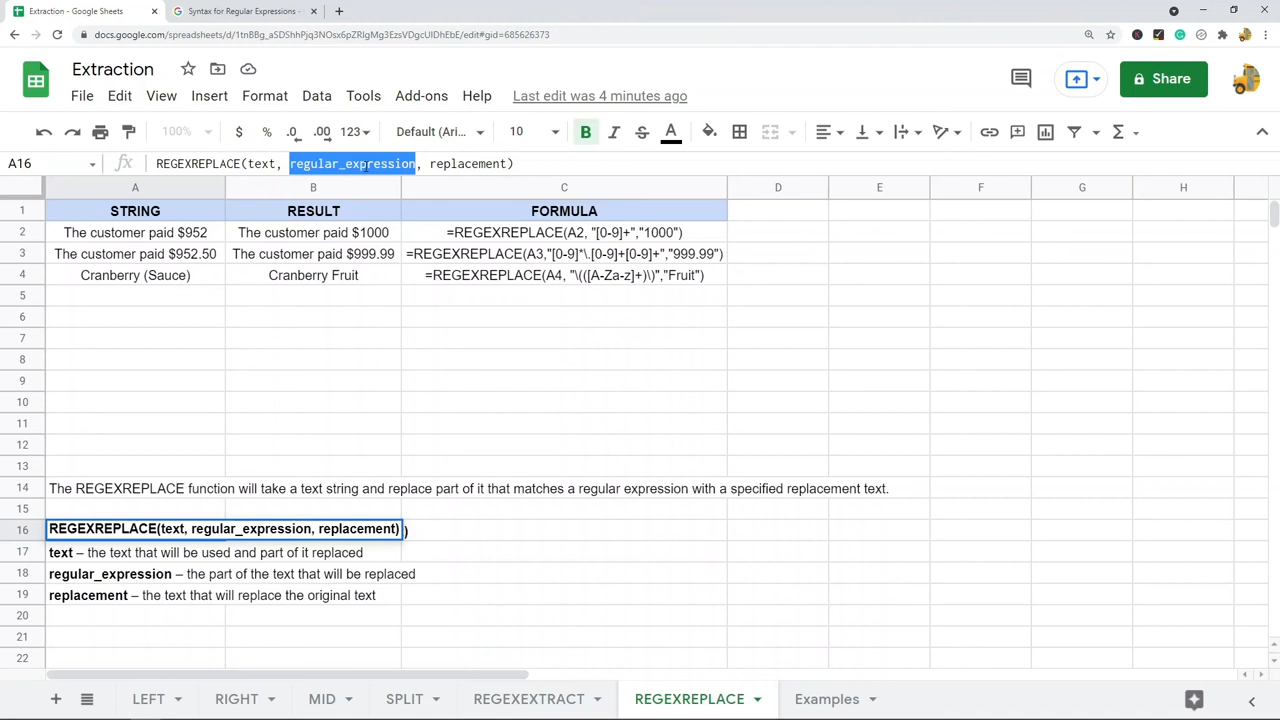 Extraction - Google Sheets
Syntax for Regular Expressions -
docs.google.com/spreadsheets/d/1tnBBg_aSDShhPjq3NOsx6pZRIgMg3EzsVDgcUIDhEbE/edit#gid=685626373
Extraction
Share
File Edit View Insert Format Data Tools Add-ons Help Last edit was 4 minutes ago
100% $ % .0 .00 123 Default (Ari... 10 B I S A
A16 fx REGEXREPLACE(text, regular_expression, replacement)
A B C D E F G H
1 STRING RESULT FORMULA
2 The customer paid $952 The customer paid $1000 =REGEXREPLACE(A2, "[0-9]+","1000")
3 The customer paid $952.50 The customer paid $999.99 =REGEXREPLACE(A3,"[0-9]*\.[0-9]+[0-9]+","999.99")
4 Cranberry (Sauce) Cranberry Fruit =REGEXREPLACE(A4, "\(([A-Za-z]+)\)","Fruit")
5
6
7
8
9
10
11
12
13
14 The REGEXREPLACE function will take a text string and replace part of it that matches a regular expression with a specified replacement text.
15
16 REGEXREPLACE(text, regular_expression, replacement) )
17 text – the text that will be used and part of it replaced
18 regular_expression – the part of the text that will be replaced
19 replacement – the text that will replace the original text
20
21
22
LEFT RIGHT MID SPLIT REGEXEXTRACT REGEXREPLACE Examples